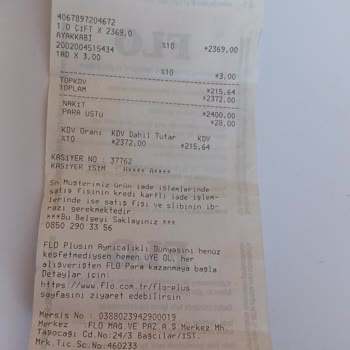 4067897204672
1.0 ÇİFT X 2369,0
AYAKKABI %10 *2369,00
2002004515434
1AD X 3,00
%10 *3,00
TOPKDV *215,64
TOPLAM *2372,00
NAKİT *2400,00
PARA ÜSTÜ *28,00
KDV Oranı KDV Dahil Tutar KDV
%10 *2372,00 *215,64
KASİYER NO : 37762
KASİYER İSİM :
Sn.Müşterimiz ürün iade işlemlerinde
satış fişinin kredi kartlı iade işlem-
lerinde ise satış fişi ve slibinin ib-
razı gerekmektedir.
***Bu Belgeyi Saklayınız ***
0850 290 33 56
FLO Plusın Ayrıcalıklı Dünyasını henüz
keşfetmediysen hemen ÜYE OL, her
alışverişten FLO Para kazanmaya başla.
Detaylar için:
https://www.flo.com.tr/flo-plus
sayfasını ziyaret edebilirsin
Mersis No : 0388023942900019
Merkez : FLO MAĞ.VE PAZ.A.Ş.Merkez Mh.
Taşocağı Cd.No:24/3 Bağcılar/İST.
Mrk.Tic.Sc.No:460233